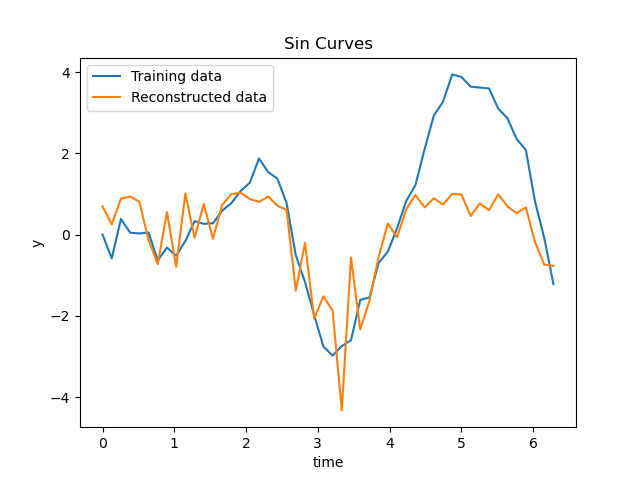 Sin Curves
Training data
Reconstructed data
4
2
0
−2
−4
y
0 1 2 3 4 5 6
time